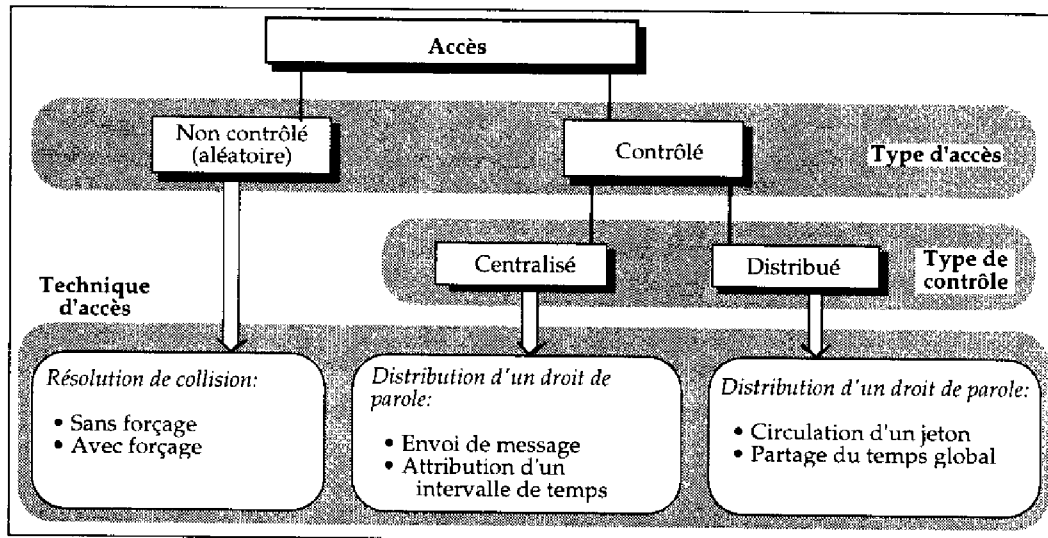 Accès
Non contrôlé
(aléatoire)
Contrôlé
Type d'accès
Centralisé
Distribué
Type de
contrôle
Technique
d'accès
Résolution de collision:
• Sans forçage
• Avec forçage
Distribution d'un droit de
parole:
• Envoi de message
• Attribution d'un
intervalle de temps
Distribution d'un droit de parole:
• Circulation d'un jeton
• Partage du temps global